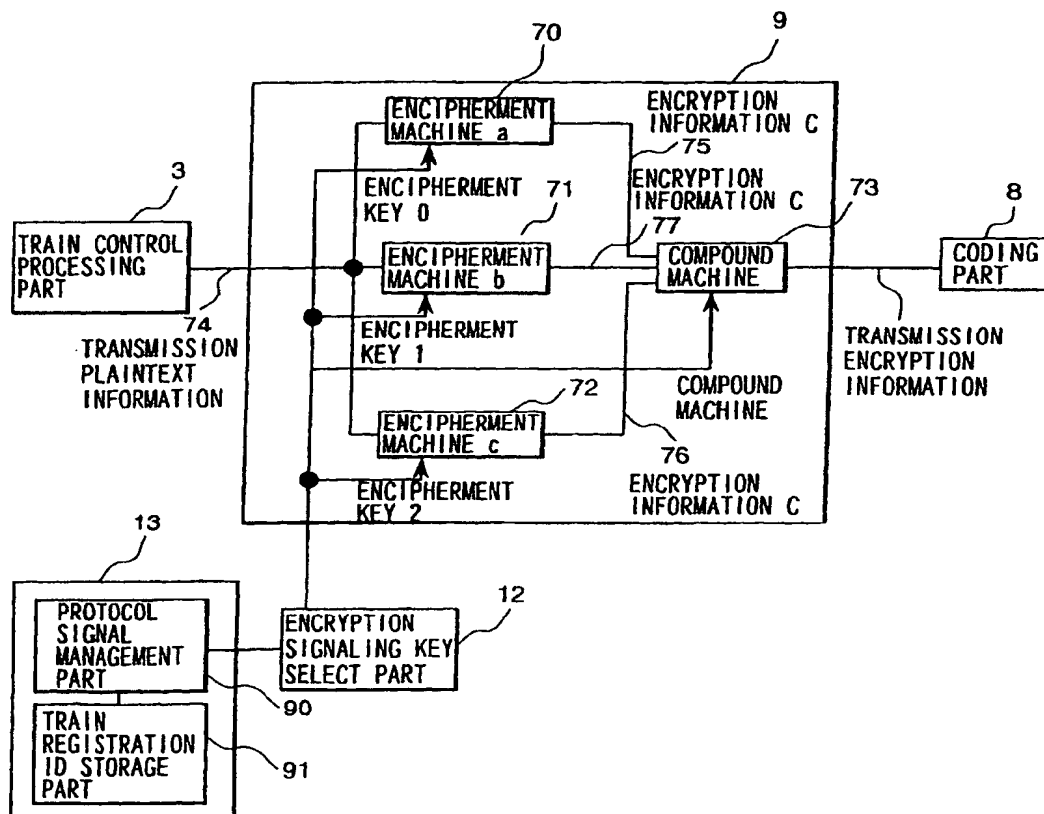 70
9
ENCIPHERMENT
MACHINE a
ENCRYPTION
INFORMATION C
75
3
ENCIPHERMENT
KEY 0
71
ENCRYPTION
INFORMATION C
73
8
77
TRAIN CONTROL
PROCESSING
PART
ENCIPHERMENT
MACHINE b
COMPOUND
MACHINE
CODING
PART
74
TRANSMISSION
PLAINTEXT
INFORMATION
ENCIPHERMENT
KEY 1
TRANSMISSION
ENCRYPTION
INFORMATION
72
COMPOUND
MACHINE
ENCIPHERMENT
MACHINE c
76
ENCIPHERMENT
KEY 2
ENCRYPTION
INFORMATION C
13
12
PROTOCOL
SIGNAL
MANAGEMENT
PART
ENCRYPTION
SIGNALING KEY
SELECT PART
90
TRAIN
REGISTRATION
ID STORAGE
PART
91